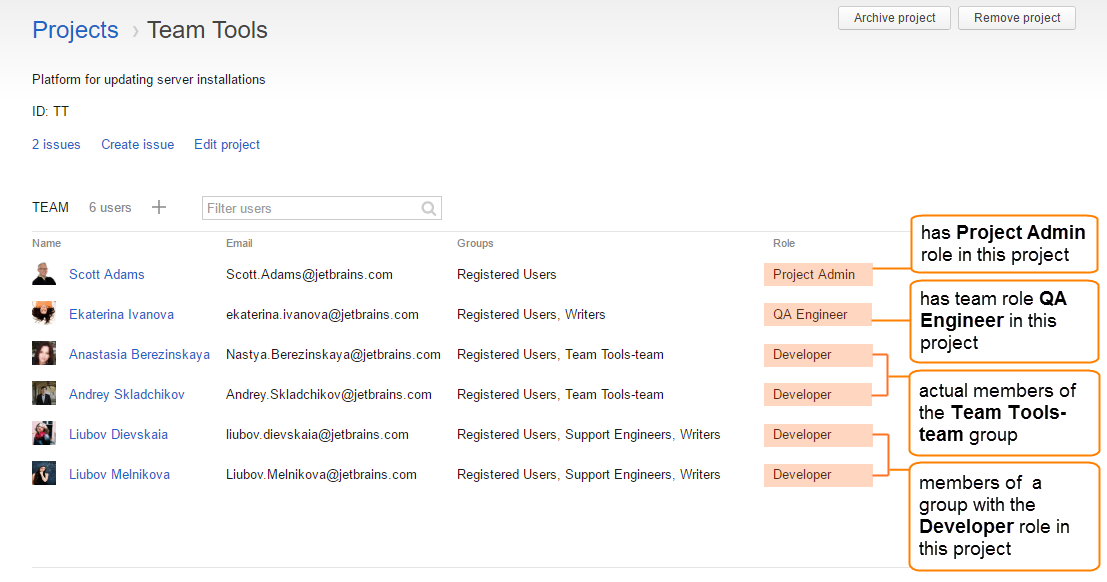 Projects › Team Tools
Archive project
Remove project
Platform for updating server installations
ID: TT
2 issues Create issue Edit project
TEAM 6 users + Filter users
Name Email Groups Role
Scott Adams Scott.Adams@jetbrains.com Registered Users Project Admin
Ekaterina Ivanova ekaterina.ivanova@jetbrains.com Registered Users, Writers QA Engineer
Anastasia Berezinskaya Nastya.Berezinskaya@jetbrains.com Registered Users, Team Tools-team Developer
Andrey Skladchikov Andrey.Skladchikov@jetbrains.com Registered Users, Team Tools-team Developer
Liubov Dievskaia liubov.dievskaia@jetbrains.com Registered Users, Support Engineers, Writers Developer
Liubov Melnikova Liubov.Melnikova@jetbrains.com Registered Users, Support Engineers, Writers Developer
has Project Admin
role in this project
has team role QA
Engineer in this
project
actual members of
the Team Tools-
team group
members of a
group with the
Developer role in
this project